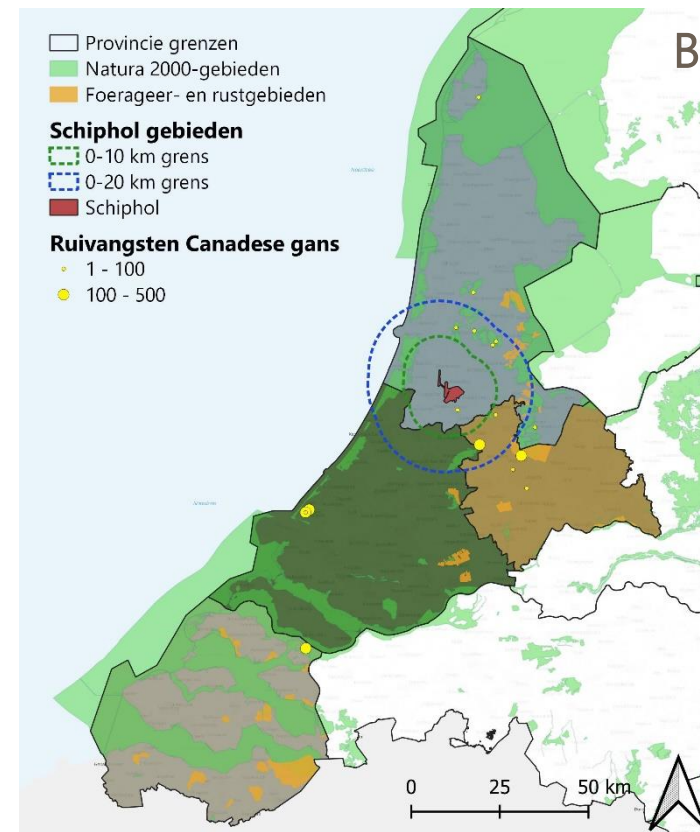 B
Provincie grenzen
Natura 2000-gebieden
Foerageer- en rustgebieden
Schiphol gebieden
0-10 km grens
0-20 km grens
Schiphol
Ruivangsten Canadese gans
1 - 100
100 - 500
0 25 50 km